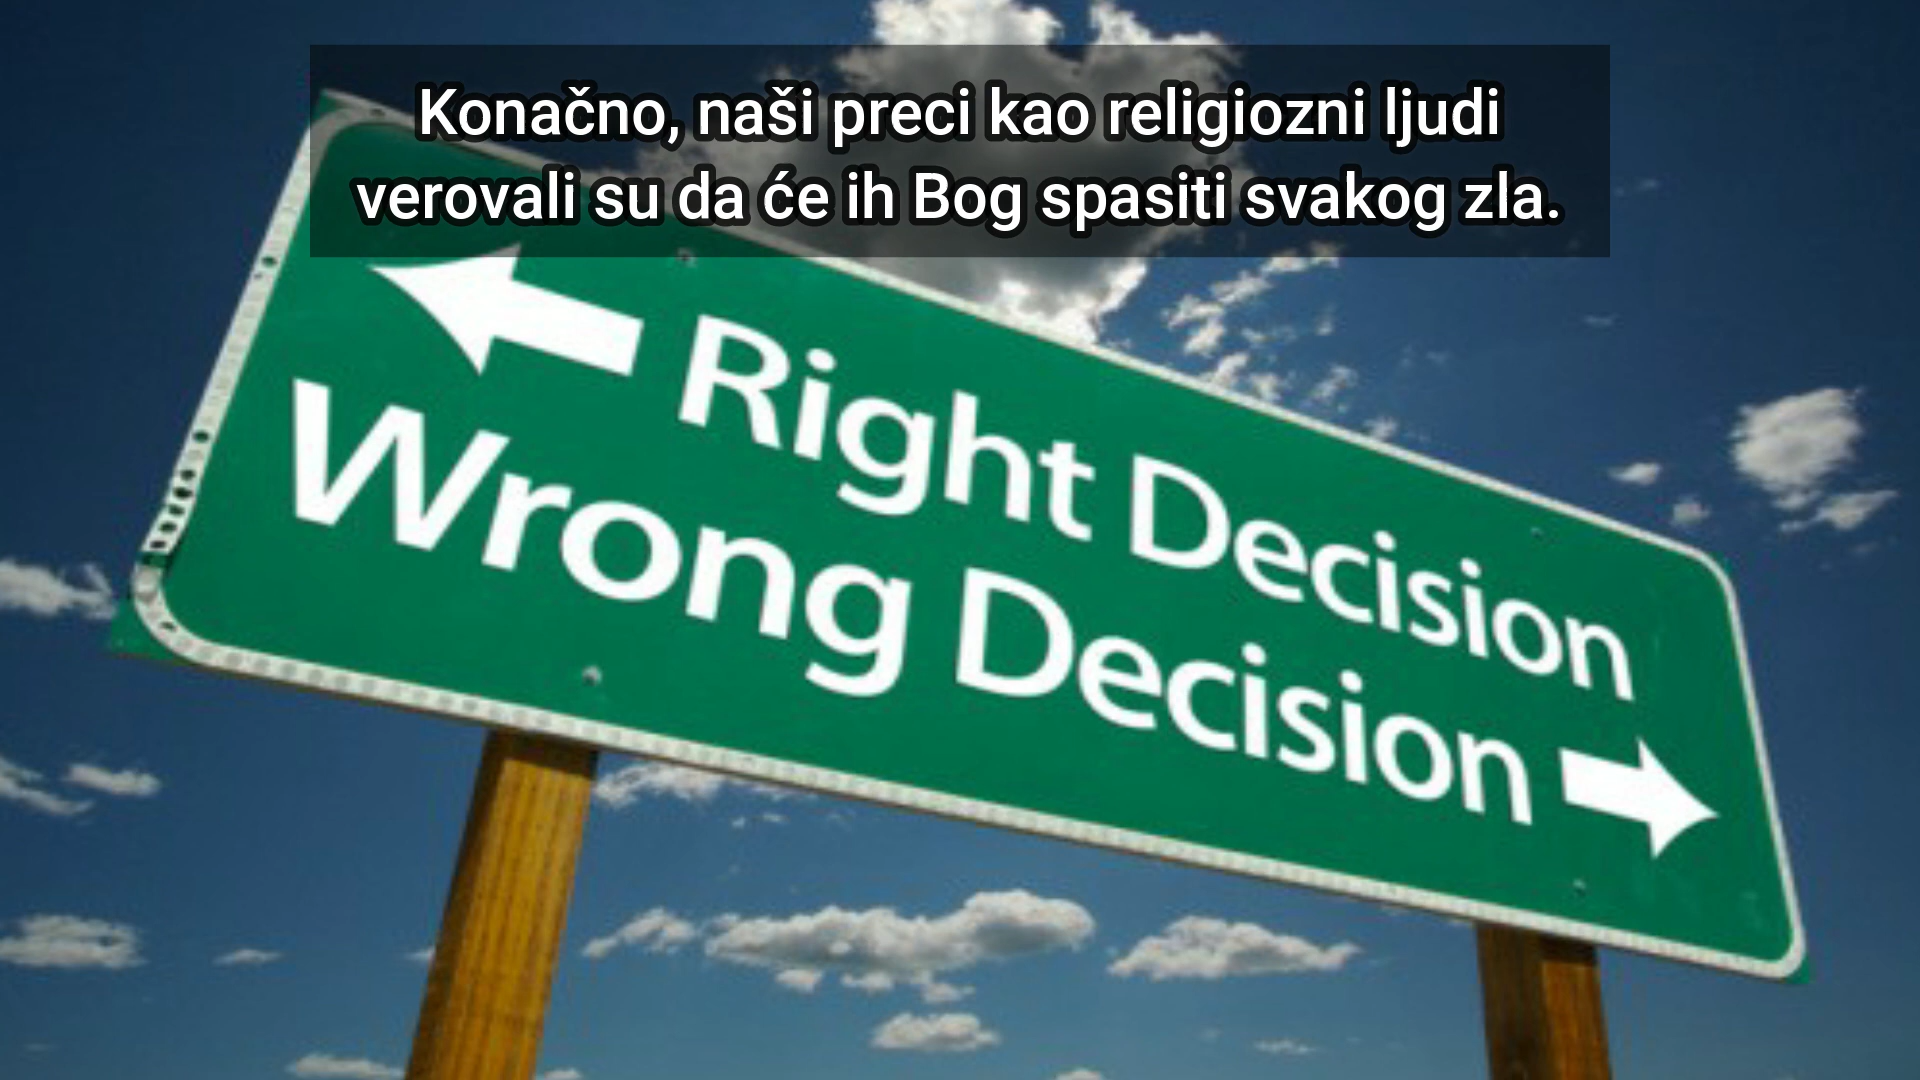 Konačno, naši preci kao religiozni ljudi
verovali su da će ih Bog spasiti svakog zla.
Right Decision
Wrong Decision